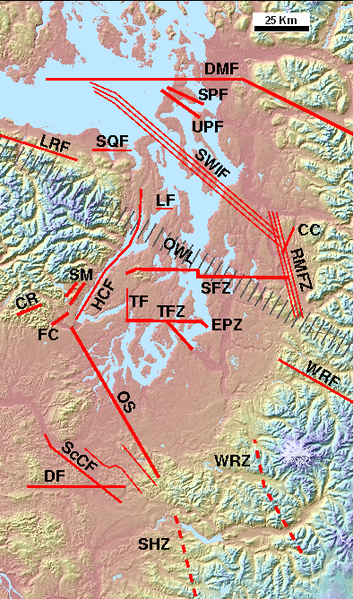 25 Km
DMF
SPF
UPF
LRF
SQF
SWIF
LF
CC
OWL
RMFZ
SM
HCF
SFZ
CR
TF
TFZ
FC
EPZ
WRF
OS
ScCF
WRZ
DF
SHZ